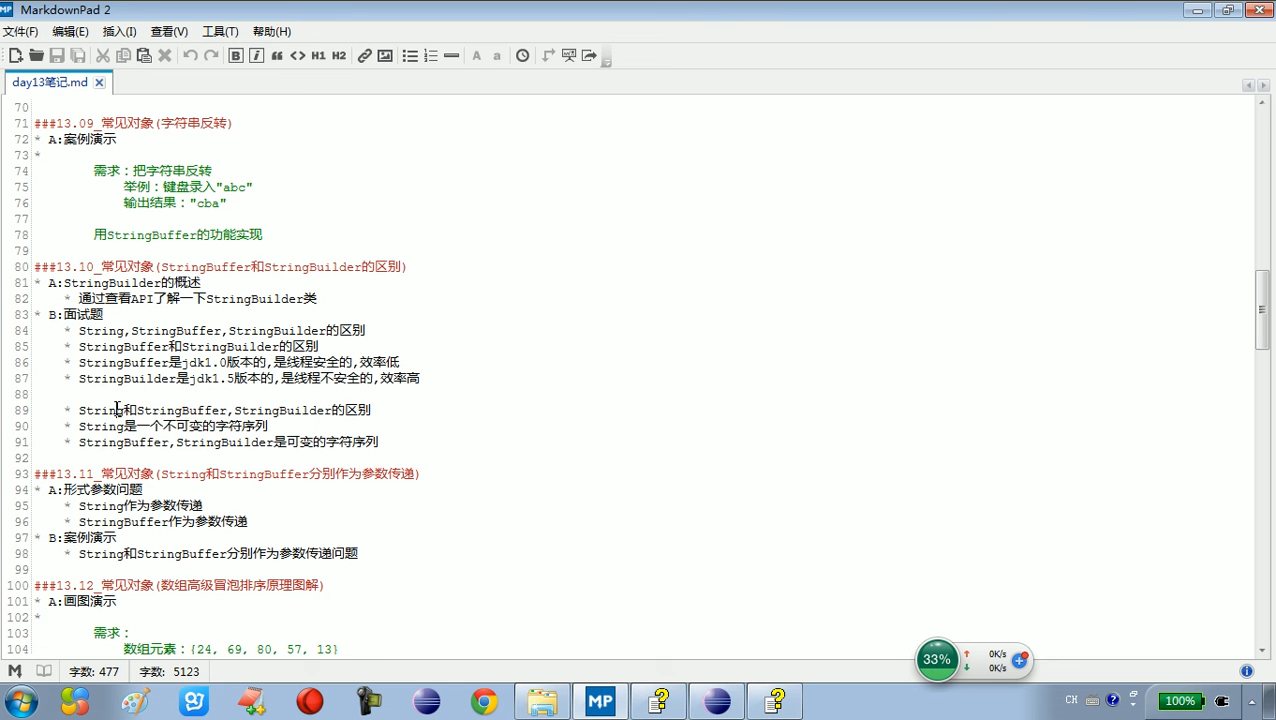 MarkdownPad 2
文件(F) 编辑(E) 插入(I) 查看(V) 工具(T) 帮助(H)
B I “ <> H1 H2 A a
day13笔记.md
70
71 ###13.09_常见对象(字符串反转)
72 * A:案例演示
73 *
74 需求：把字符串反转
75 举例：键盘录入"abc"
76 输出结果："cba"
77
78 用StringBuffer的功能实现
79
80 ###13.10_常见对象(StringBuffer和StringBuilder的区别)
81 * A:StringBuilder的概述
82 * 通过查看API了解一下StringBuilder类
83 * B:面试题
84 * String,StringBuffer,StringBuilder的区别
85 * StringBuffer和StringBuilder的区别
86 * StringBuffer是jdk1.0版本的,是线程安全的,效率低
87 * StringBuilder是jdk1.5版本的,是线程不安全的,效率高
88
89 * String和StringBuffer,StringBuilder的区别
90 * String是一个不可变的字符序列
91 * StringBuffer,StringBuilder是可变的字符序列
92
93 ###13.11_常见对象(String和StringBuffer分别作为参数传递)
94 * A:形式参数问题
95 * String作为参数传递
96 * StringBuffer作为参数传递
97 * B:案例演示
98 * String和StringBuffer分别作为参数传递问题
99
100 ###13.12_常见对象(数组高级冒泡排序原理图解)
101 * A:画图演示
102 *
103 需求：
104 数组元素：{24, 69, 80, 57, 13}
33% 0K/s
0K/s
字数: 477 字数: 5123
MP CH 100%